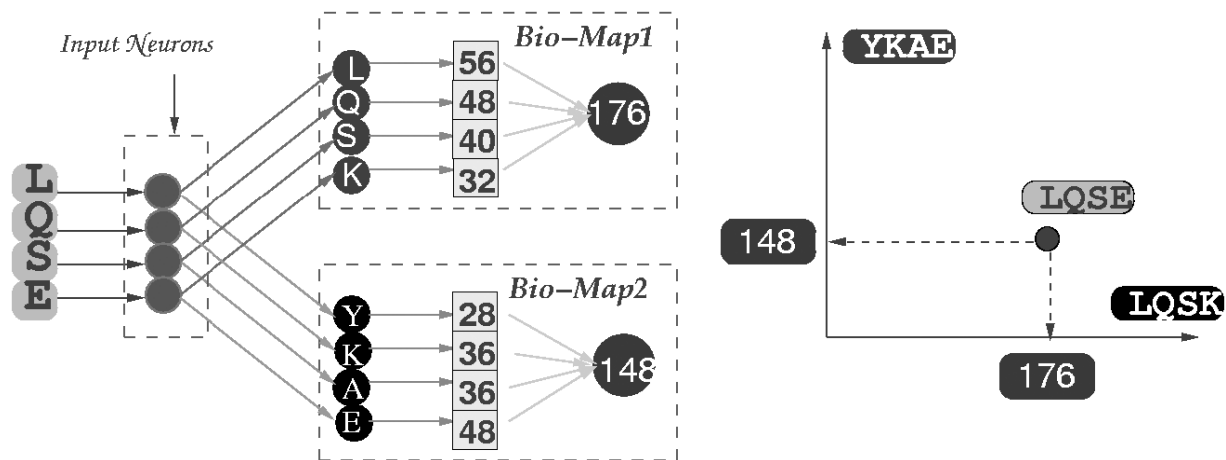 Input Neurons
L
Q
S
E
Bio-Map1
L
Q
S
K
56
48
40
32
176
Bio-Map2
Y
K
A
E
28
36
36
48
148
YKAE
LQSE
148
LQSK
176